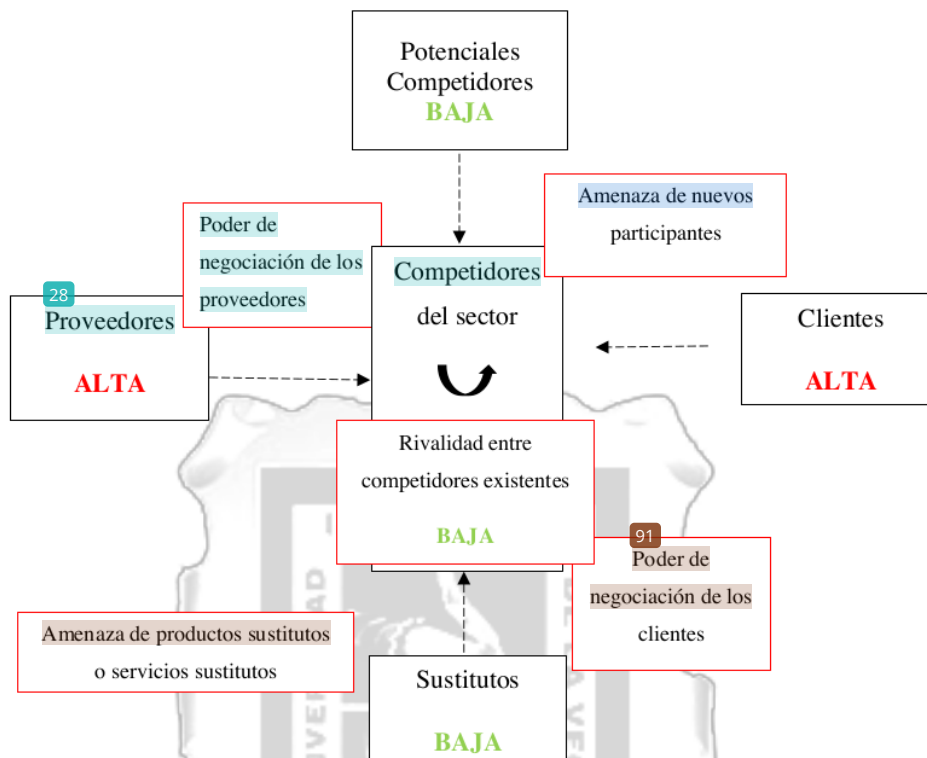 Potenciales
Competidores
BAJA
Amenaza de nuevos
participantes
Poder de
negociación de los
proveedores
Competidores
del sector
28
Proveedores
ALTA
Clientes
ALTA
Rivalidad entre
competidores existentes
BAJA
91
Poder de
negociación de los
clientes
Amenaza de productos sustitutos
o servicios sustitutos
Sustitutos
BAJA